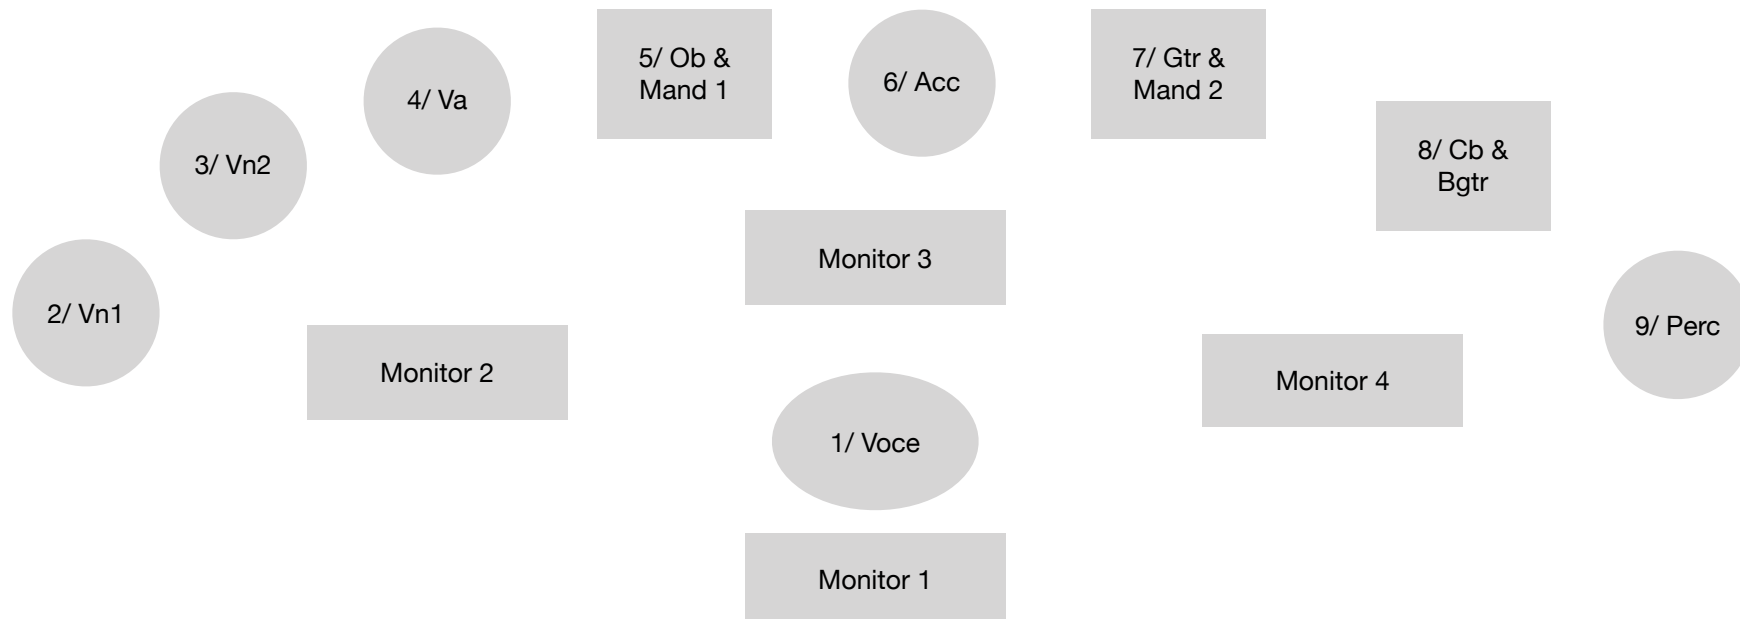 5/ Ob &
Mand 1
6/ Acc
7/ Gtr &
Mand 2
4/ Va
8/ Cb &
Bgtr
3/ Vn2
Monitor 3
2/ Vn1
9/ Perc
Monitor 2
Monitor 4
1/ Voce
Monitor 1